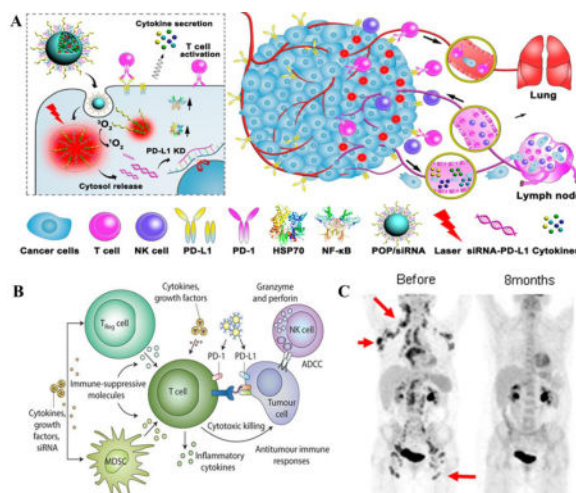 A
Cytokine secretion
T cell
activation
³O₂
¹O₂
PD-L1 KD
Cytosol release
Lung
Lymph node
Cancer cells
T cell
NK cell
PD-L1
PD-1
HSP70
NF-κB
POP/siRNA
Laser
siRNA-PD-L1
Cytokines
B
Cytokines,
growth factors
Granzyme and
perforin
TReg cell
NK cell
PD-1
PD-L1
ADCC
Immune-suppressive
molecules
T cell
Tumour
cell
Cytokines,
growth
factors,
siRNA
Cytotoxic killing
MDSC
Inflammatory
cytokines
Antitumour immune
responses
C
Before
8months